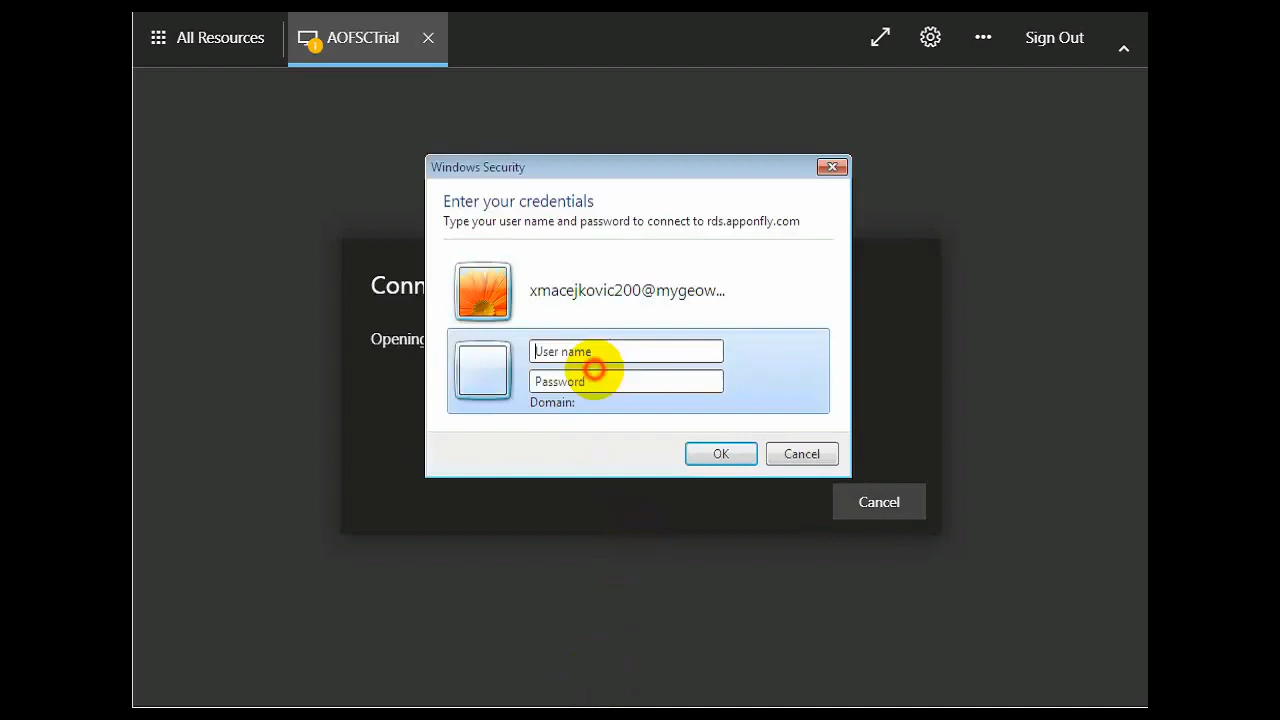 All Resources
AOFSCTrial
Sign Out
Windows Security
Enter your credentials
Type your user name and password to connect to rds.apponfly.com
xmacejkovic200@mygeow...
Conn
Opening
User name
Password
Domain:
OK
Cancel
Cancel